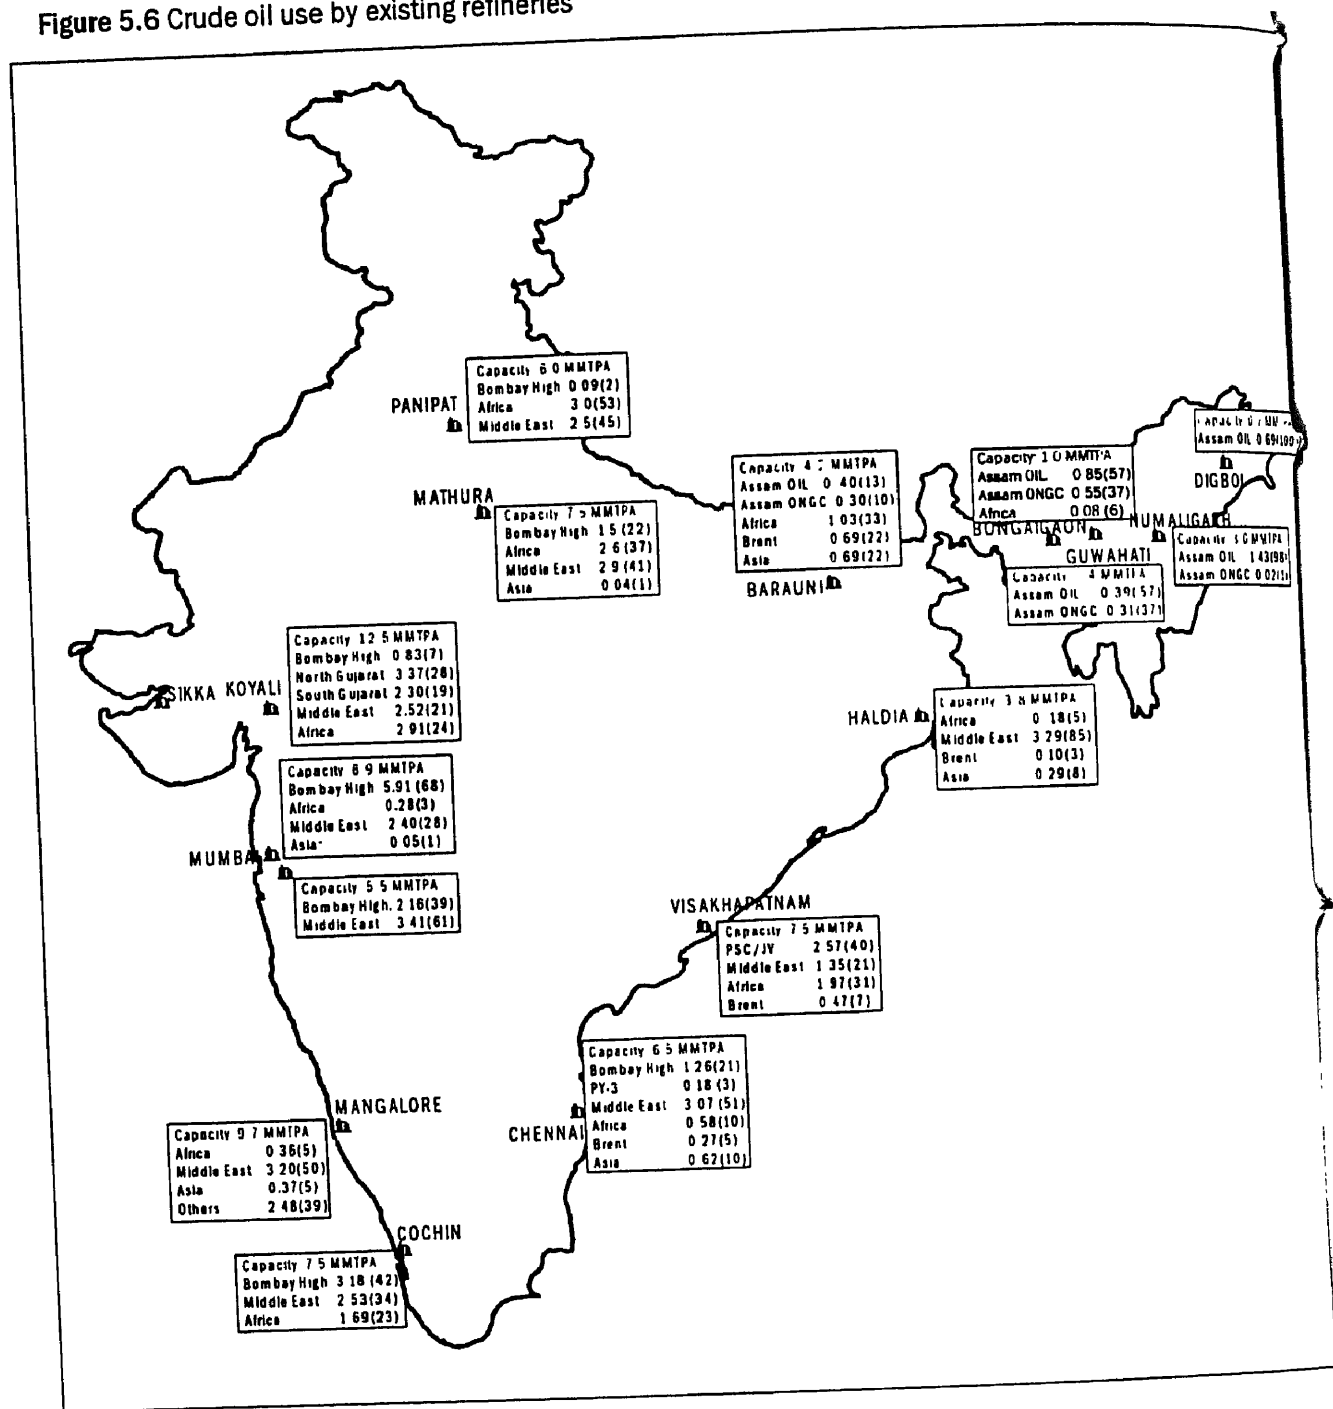 Figure 5.6 Crude oil use by existing refineries
PANIPAT
Capacity 6 0 MMTPA
Bombay High 0 09(2)
Africa 3 0(53)
Middle East 2 5(45)
MATHURA
Capacity 7 5 MMTPA
Bombay High 1 5 (22)
Africa 2 6(37)
Middle East 2 9(41)
Asia 0 04(1)
Capacity 4 MMTPA
Assam OIL 0 40(13)
Assam ONGC 0 30(10)
Africa 1 03(33)
Brent 0 69(22)
Asia 0 69(22)
BARAUNI
Capacity 1 0 MMTPA
Assam OIL 0 85(57)
Assam ONGC 0 55(37)
Africa 0 08 (6)
BONGAIGAON
Assam OIL 0 69(100)
DIGBOI
NUMALIGARH
Capacity MMTPA
Assam OIL 1 43(98)
Assam ONGC 0 02
GUWAHATI
Capacity MMTPA
Assam OIL 0 39(57)
Assam ONGC 0 31(37)
SIKKA KOYALI
Capacity 12 5 MMTPA
Bombay High 0 83(7)
North Gujarat 3 37(28)
South Gujarat 2 30(19)
Middle East 2.52(21)
Africa 2 91(24)
HALDIA
Capacity 3 8 MMTPA
Africa 0 18(5)
Middle East 3 29(85)
Brent 0 10(3)
Asia 0 29(8)
MUMBAI
Capacity 6 9 MMTPA
Bombay High 5.91 (68)
Africa 0.28(3)
Middle East 2 40(28)
Asia 0 05(1)
Capacity 5 5 MMTPA
Bombay High. 2 16(39)
Middle East 3 41(61)
VISAKHAPATNAM
Capacity 7 5 MMTPA
PSC/JV 2 57(40)
Middle East 1 35(21)
Africa 1 97(31)
Brent 0 47(7)
CHENNAI
Capacity 6 5 MMTPA
Bombay High 1 26(21)
PY-3 0 18 (3)
Middle East 3 07 (51)
Africa 0 58(10)
Brent 0 27(5)
Asia 0 62(10)
MANGALORE
Capacity 9 7 MMTPA
Africa 0 36(5)
Middle East 3 20(50)
Asia 0.37(5)
Others 2 48(39)
COCHIN
Capacity 7 5 MMTPA
Bombay High 3 18 (42)
Middle East 2 53(34)
Africa 1 69(23)